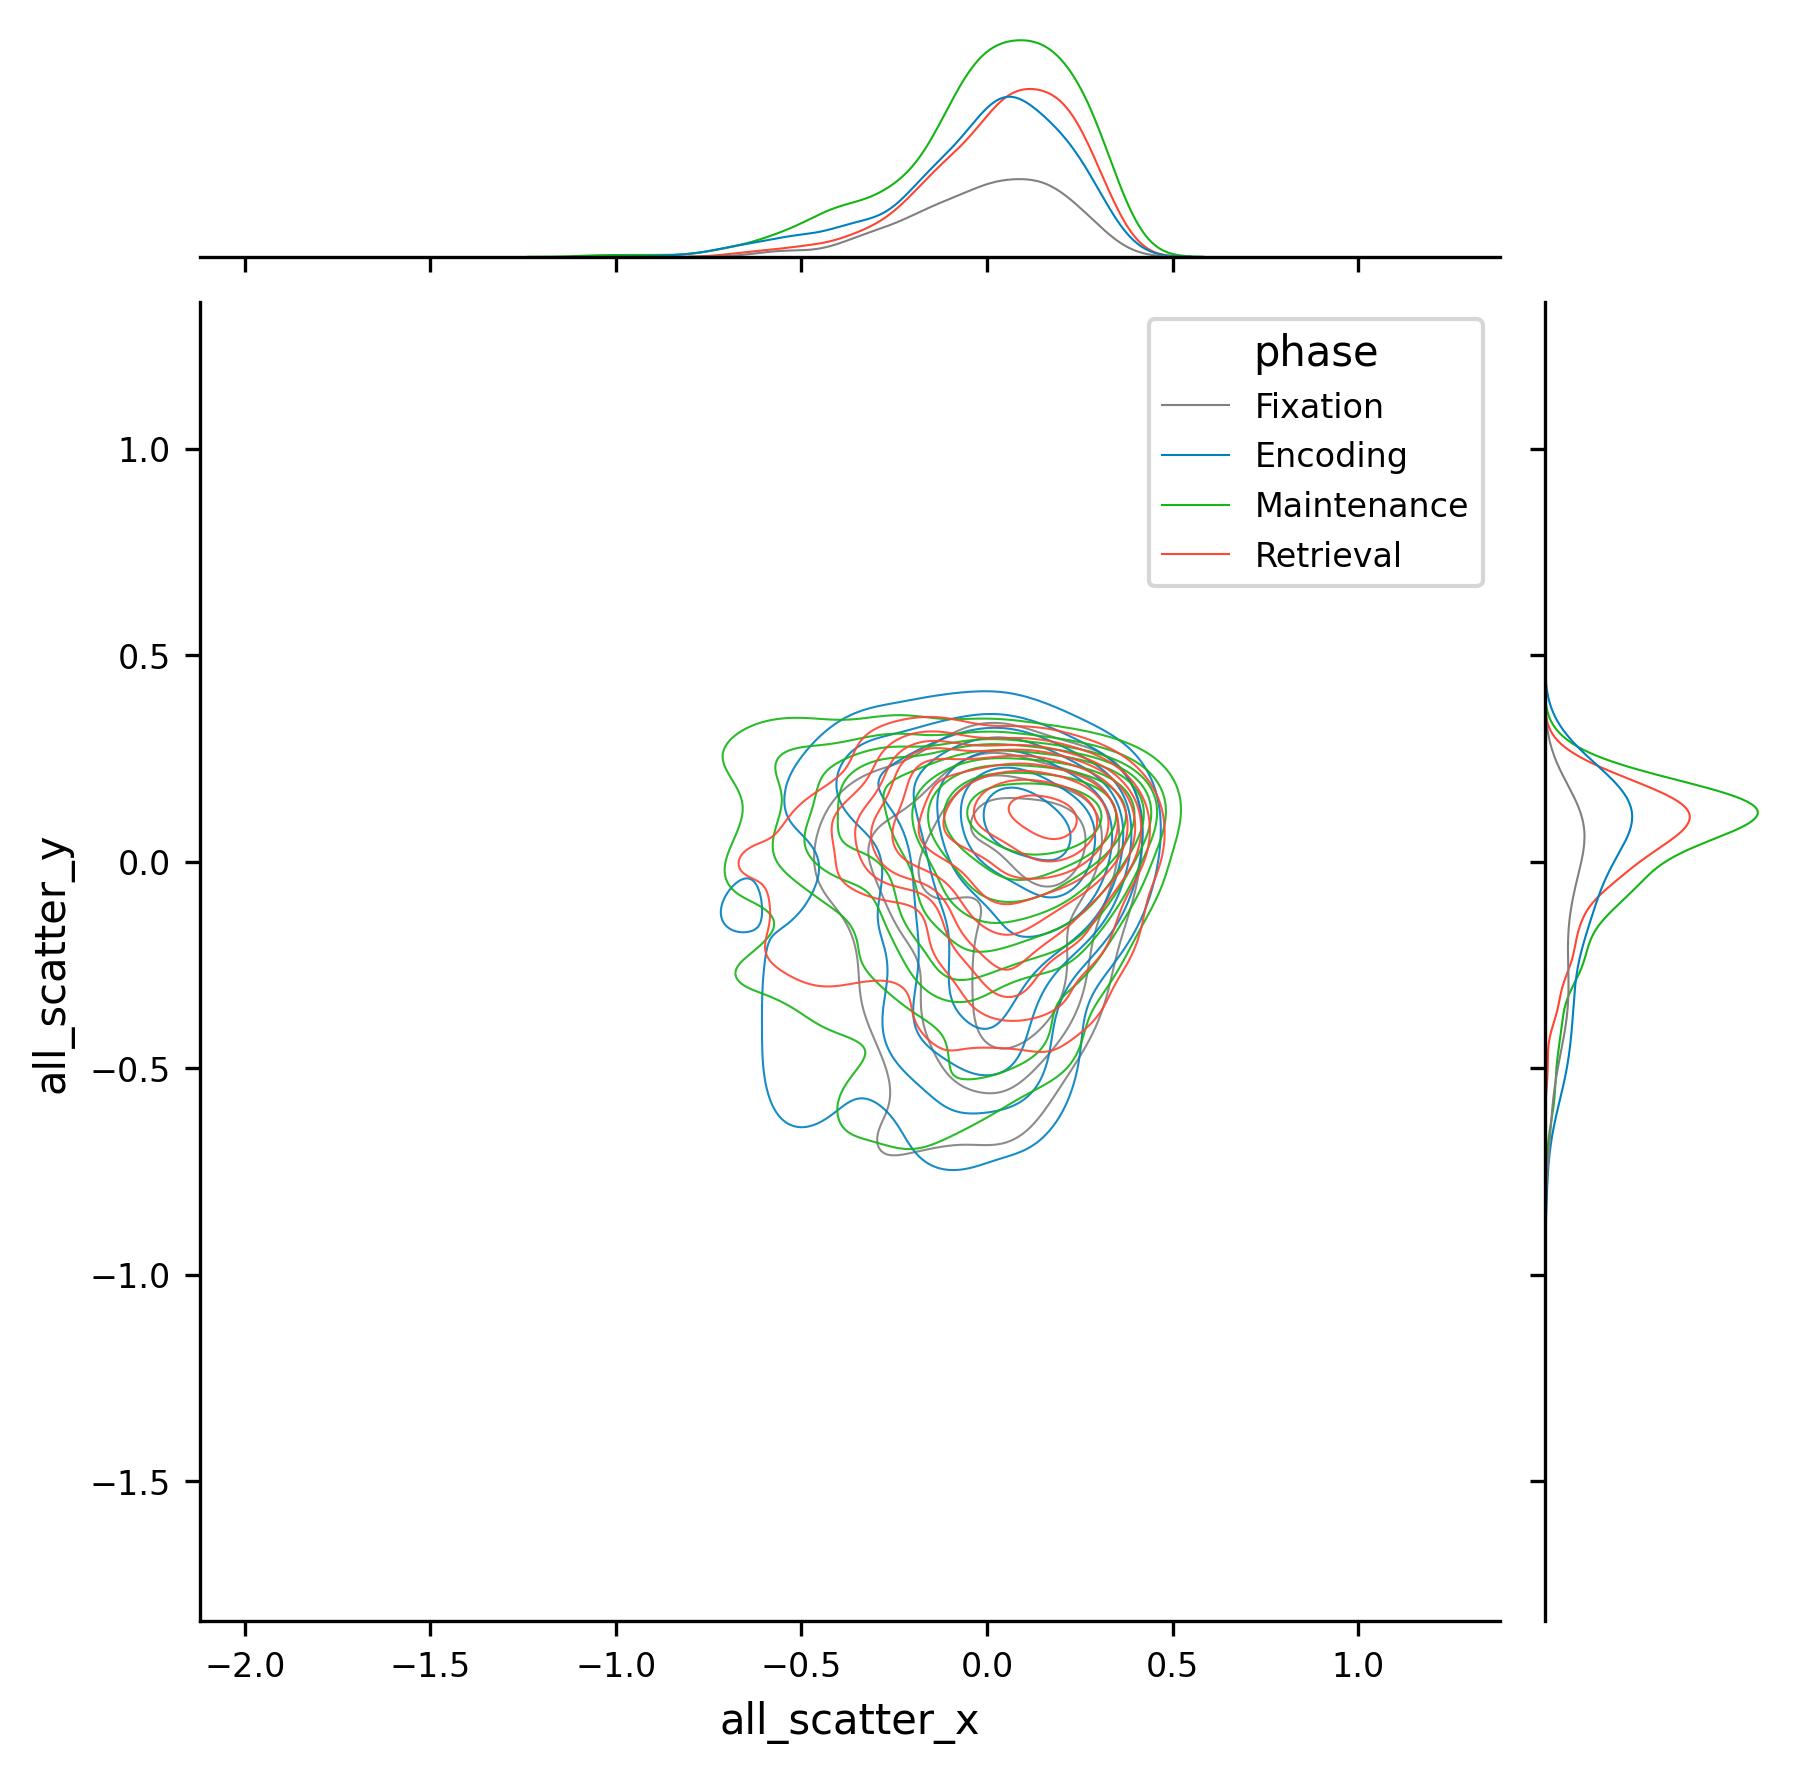 phase
Fixation
Encoding
Maintenance
Retrieval
1.0
0.5
0.0
−0.5
−1.0
−1.5
all_scatter_y
−2.0 −1.5 −1.0 −0.5 0.0 0.5 1.0
all_scatter_x